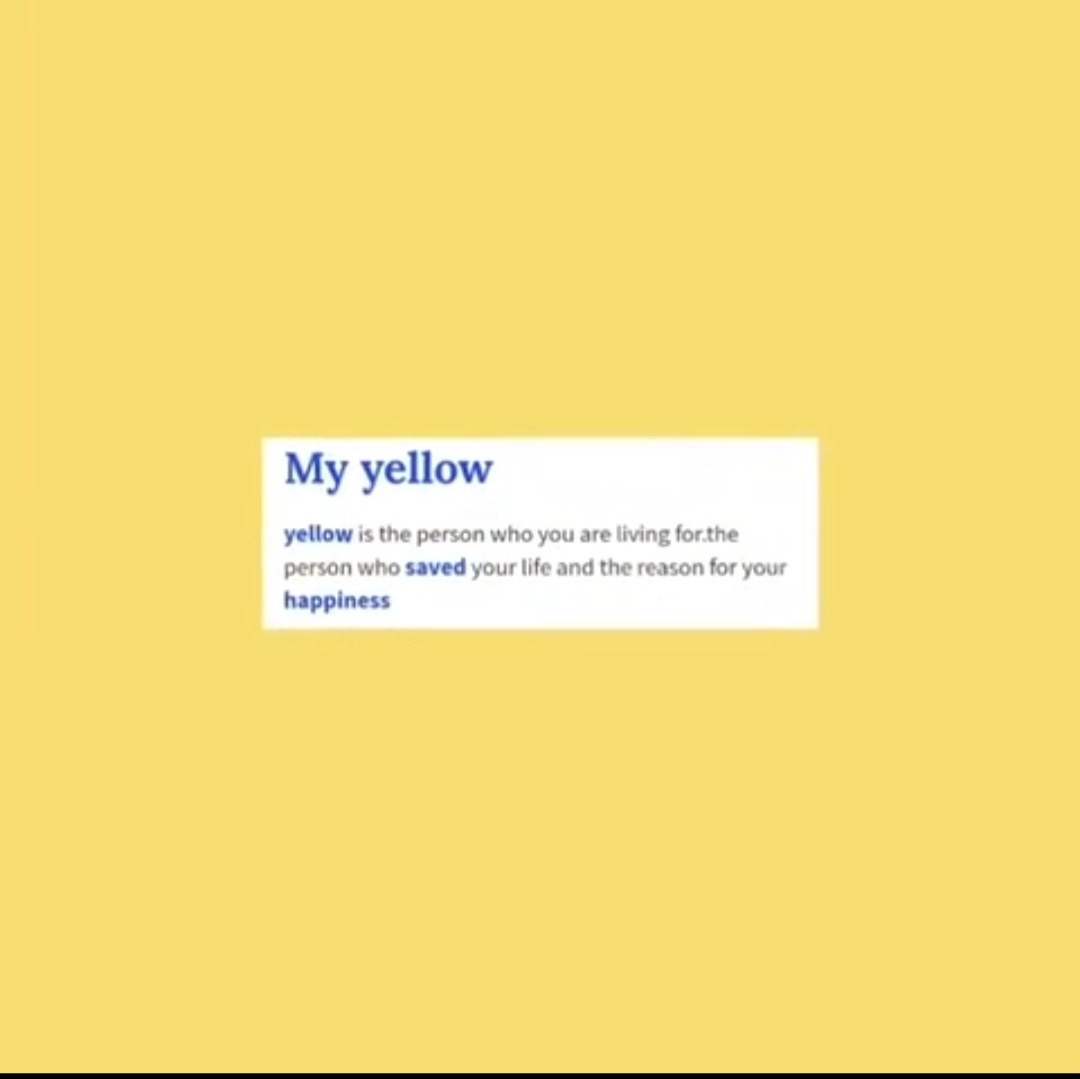 My yellow
yellow is the person who you are living for.the
person who saved your life and the reason for your
happiness